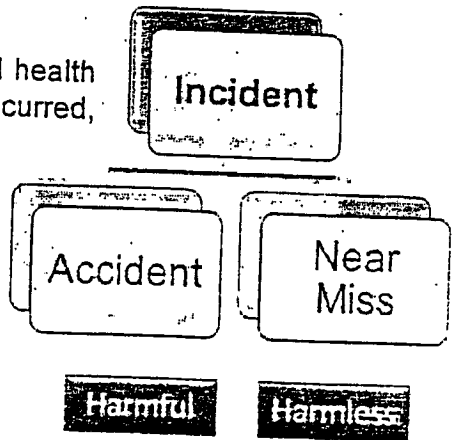 l health
curred,
Incident
Accident
Near
Miss
Harmful
Harmless